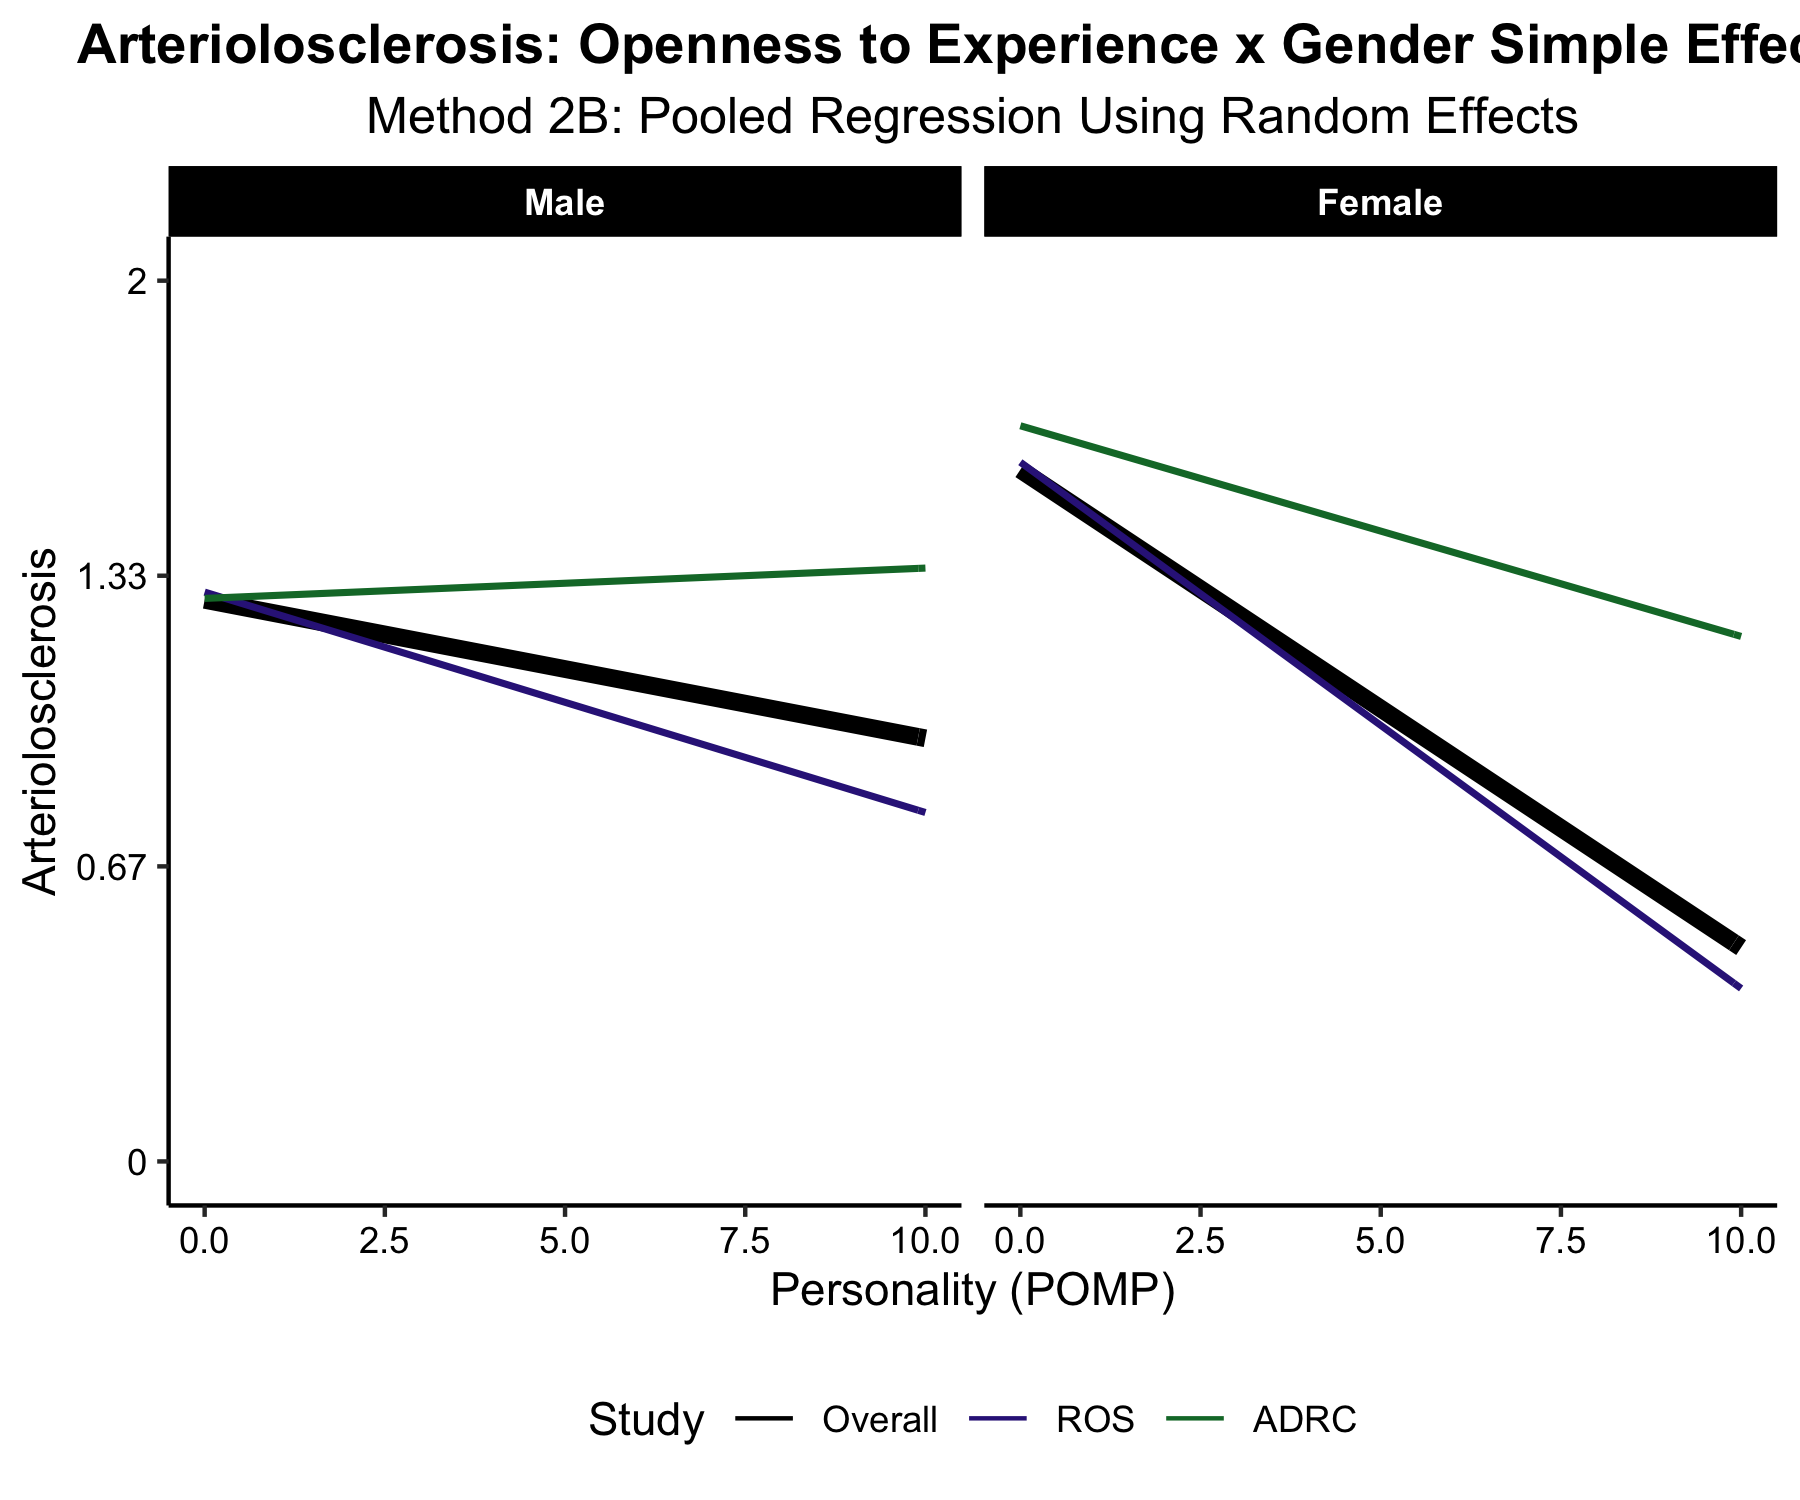 Arteriolosclerosis: Openness to Experience x Gender Simple Effec
Method 2B: Pooled Regression Using Random Effects
Male
Female
2
1.33
0.67
0
Arteriolosclerosis
0.0 2.5 5.0 7.5 10.0
0.0 2.5 5.0 7.5 10.0
Personality (POMP)
Study Overall ROS ADRC